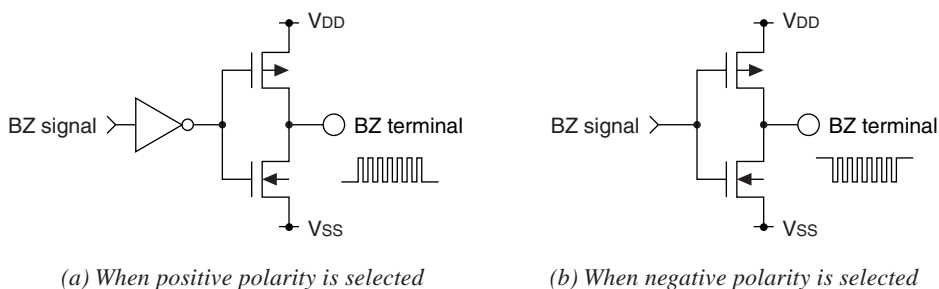 VDD
BZ signal
BZ terminal
VSS
(a) When positive polarity is selected
VDD
BZ signal
BZ terminal
VSS
(b) When negative polarity is selected